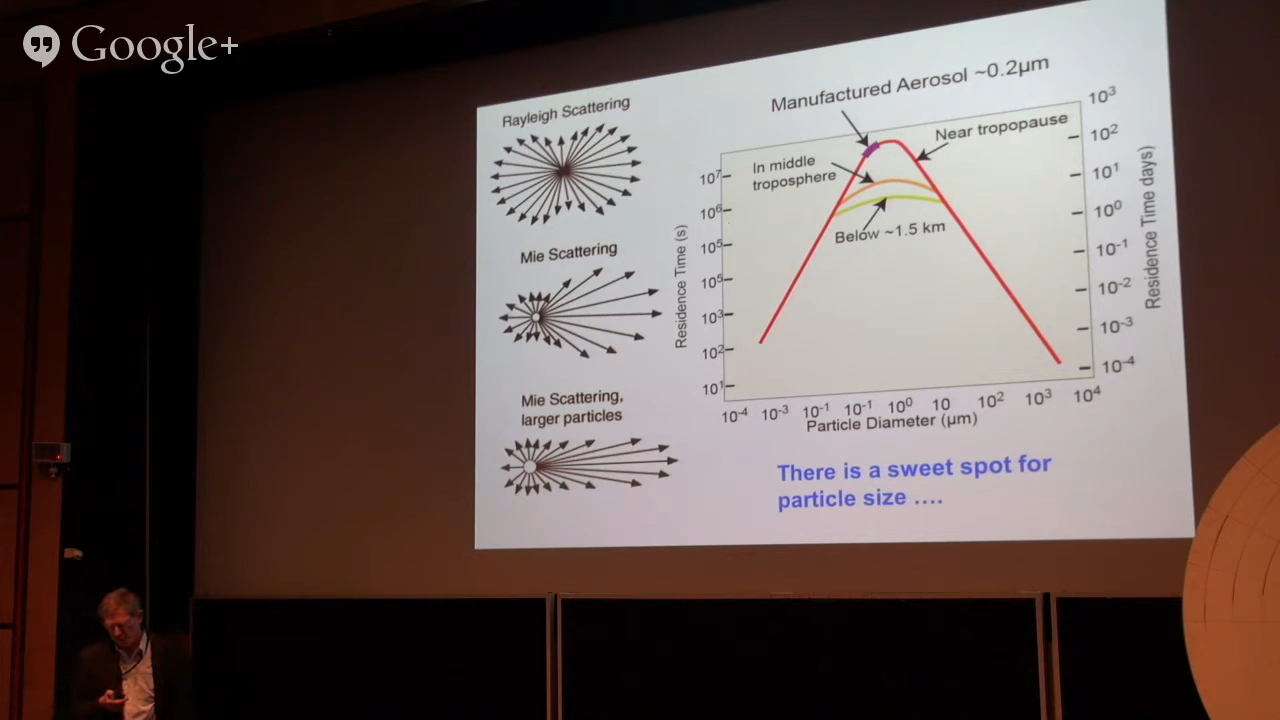 Google+
Rayleigh Scattering
Mie Scattering
Mie Scattering,
larger particles
Manufactured Aerosol ~0.2µm
Near tropopause
In middle
troposphere
Below ~1.5 km
Residence Time (s)
10⁷
10⁶
10⁵
10⁵
10³
10²
10¹
10³
10²
10¹
10⁰
10⁻¹
10⁻²
10⁻³
10⁻⁴
Residence Time days)
10⁻⁴ 10⁻³ 10⁻¹ 10⁻¹ 10⁰ 10 10² 10³ 10⁴
Particle Diameter (µm)
There is a sweet spot for
particle size ....